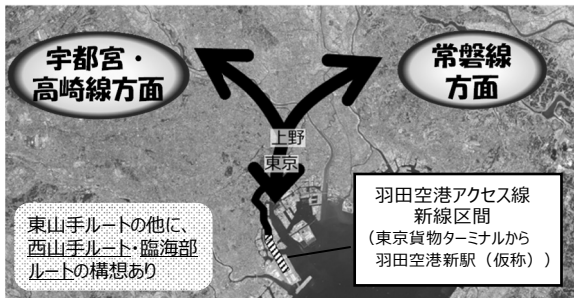 宇都宮・
高崎線方面
常磐線
方面
上野
東京
東山手ルートの他に、
西山手ルート・臨海部
ルートの構想あり
羽田空港アクセス線
新線区間
（東京貨物ターミナルから
羽田空港新駅（仮称））